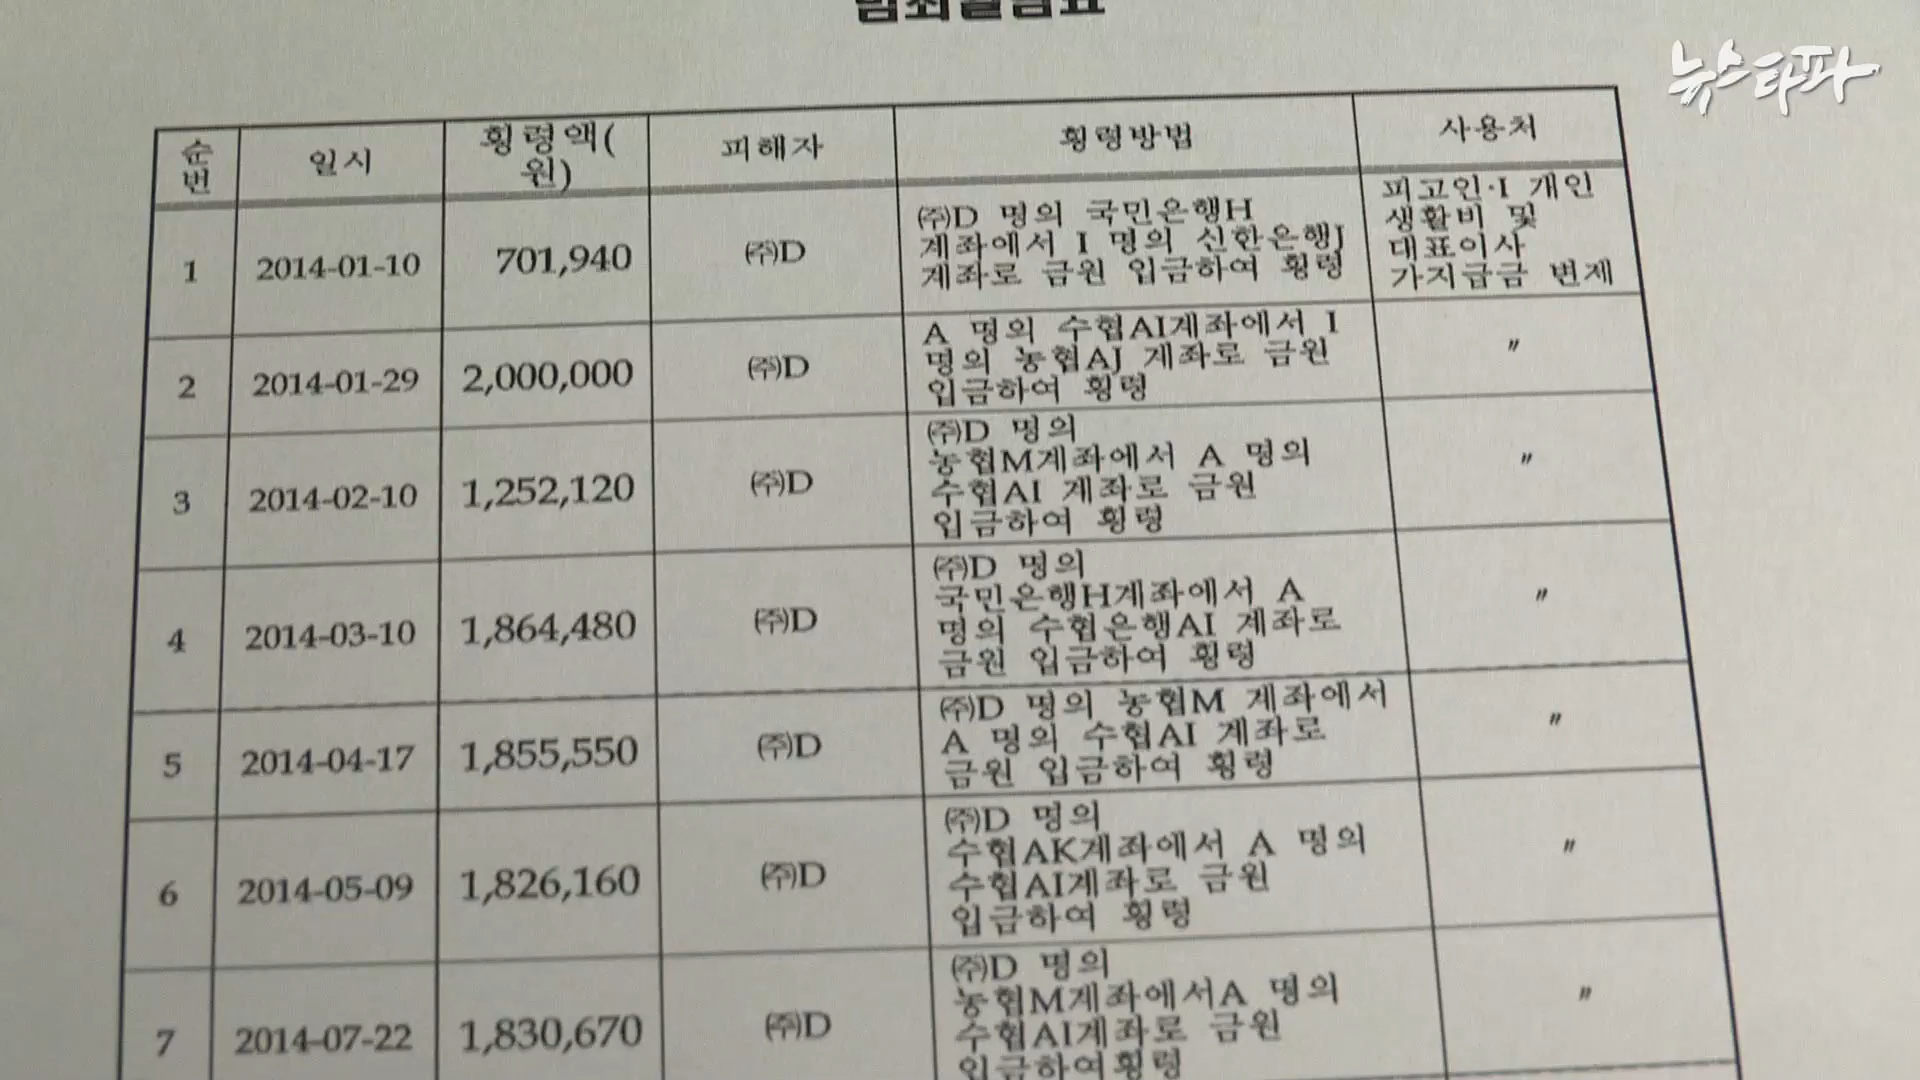 범죄일람표
뉴스타파
순번 일시 횡령액(원) 피해자 횡령방법 사용처
1 2014-01-10 701,940 ㈜D
㈜D 명의 국민은행H
계좌에서 I 명의 신한은행J
계좌로 금원 입금하여 횡령
피고인·I 개인
생활비 및
대표이사
가지급금 변제
2 2014-01-29 2,000,000 ㈜D
A 명의 수협AI계좌에서 I
명의 농협AJ 계좌로 금원
입금하여 횡령
〃
3 2014-02-10 1,252,120 ㈜D
㈜D 명의
농협M계좌에서 A 명의
수협AI 계좌로 금원
입금하여 횡령
〃
4 2014-03-10 1,864,480 ㈜D
㈜D 명의
국민은행H계좌에서 A
명의 수협은행AI 계좌로
금원 입금하여 횡령
〃
5 2014-04-17 1,855,550 ㈜D
㈜D 명의 농협M 계좌에서
A 명의 수협AI 계좌로
금원 입금하여 횡령
〃
6 2014-05-09 1,826,160 ㈜D
㈜D 명의
수협AK계좌에서 A 명의
수협AI계좌로 금원
입금하여 횡령
〃
7 2014-07-22 1,830,670 ㈜D
㈜D 명의
농협M계좌에서A 명의
수협AI계좌로 금원
입금하여횡령
〃